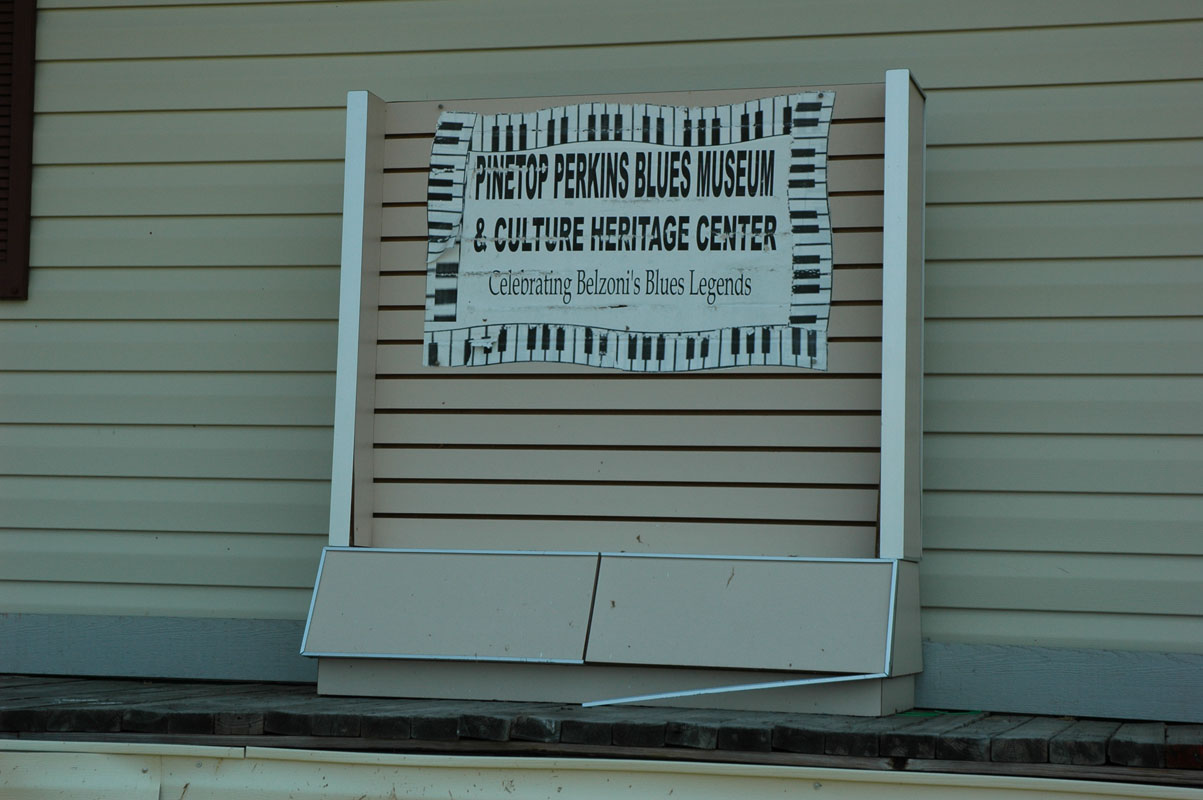 PINETOP PERKINS BLUES MUSEUM
& CULTURE HERITAGE CENTER
Celebrating Belzoni's Blues Legends